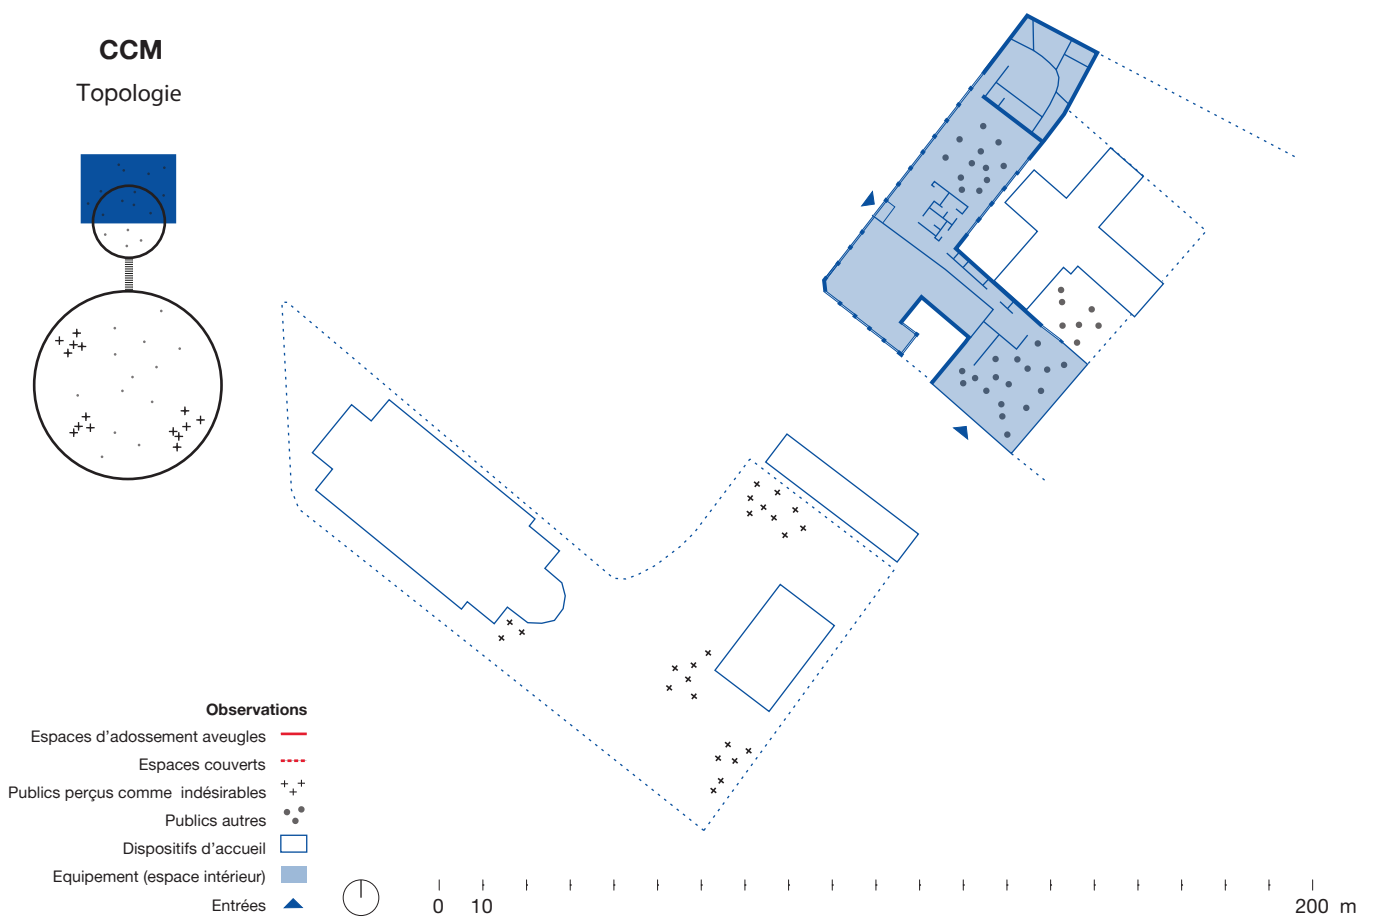 CCM
Topologie
Observations
Espaces d'adossement aveugles
Espaces couverts
Publics perçus comme indésirables
Publics autres
Dispositifs d'accueil
Equipement (espace intérieur)
Entrées
0 10 200 m